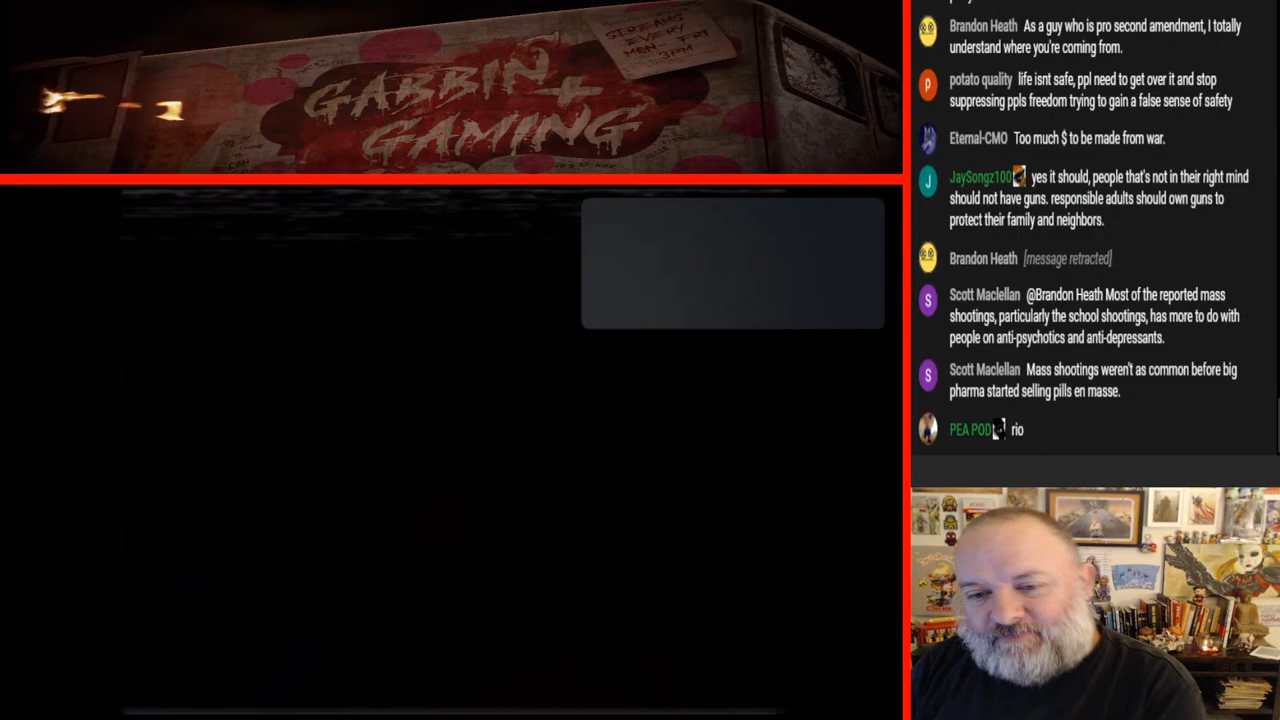 STREAMS
EVERY
MON FRI
3PM
GABBIN
+
GAMING
Brandon Heath As a guy who is pro second amendment, I totally
understand where you're coming from.
potato quality life isnt safe, ppl need to get over it and stop
suppressing ppls freedom trying to gain a false sense of safety
Eternal-CMO Too much $ to be made from war.
JaySongz100 yes it should, people that's not in their right mind
should not have guns. responsible adults should own guns to
protect their family and neighbors.
Brandon Heath [message retracted]
Scott Maclellan @Brandon Heath Most of the reported mass
shootings, particularly the school shootings, has more to do with
people on anti-psychotics and anti-depressants.
Scott Maclellan Mass shootings weren't as common before big
pharma started selling pills en masse.
PEA POD rio